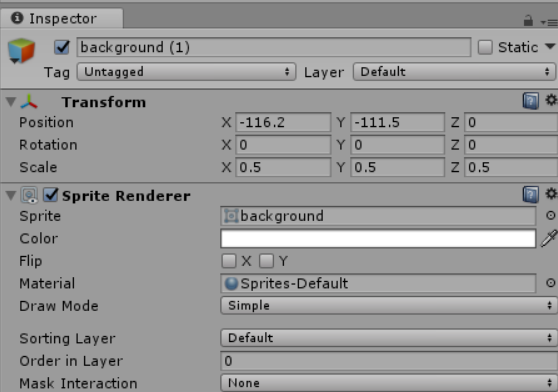 Inspector
background (1)
Static
Tag Untagged Layer Default
Transform
Position X -116.2 Y -111.5 Z 0
Rotation X 0 Y 0 Z 0
Scale X 0.5 Y 0.5 Z 0.5
Sprite Renderer
Sprite background
Color
Flip X Y
Material Sprites-Default
Draw Mode Simple
Sorting Layer Default
Order in Layer 0
Mask Interaction None